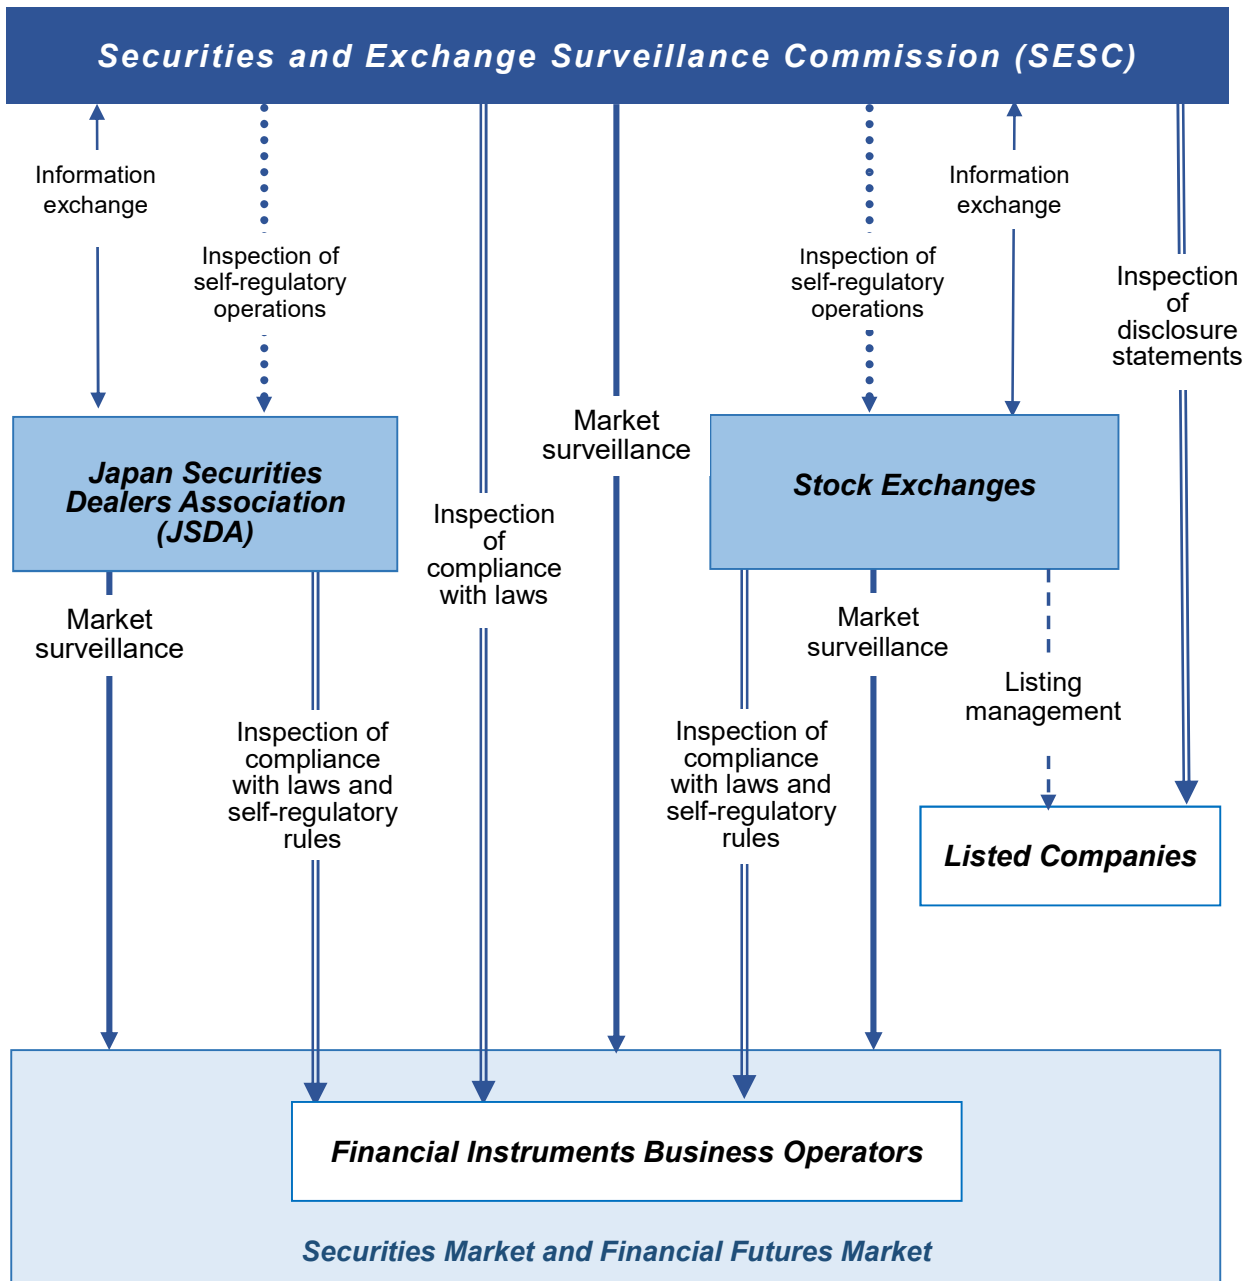 Securities and Exchange Surveillance Commission (SESC)
Information
exchange
Inspection of
self-regulatory
operations
Inspection of
self-regulatory
operations
Information
exchange
Inspection
of
disclosure
statements
Market
surveillance
Japan Securities
Dealers Association
(JSDA)
Stock Exchanges
Inspection
of
compliance
with laws
Market
surveillance
Inspection of
compliance
with laws and
self-regulatory
rules
Market
surveillance
Inspection of
compliance
with laws and
self-regulatory
rules
Listing
management
Listed Companies
Financial Instruments Business Operators
Securities Market and Financial Futures Market